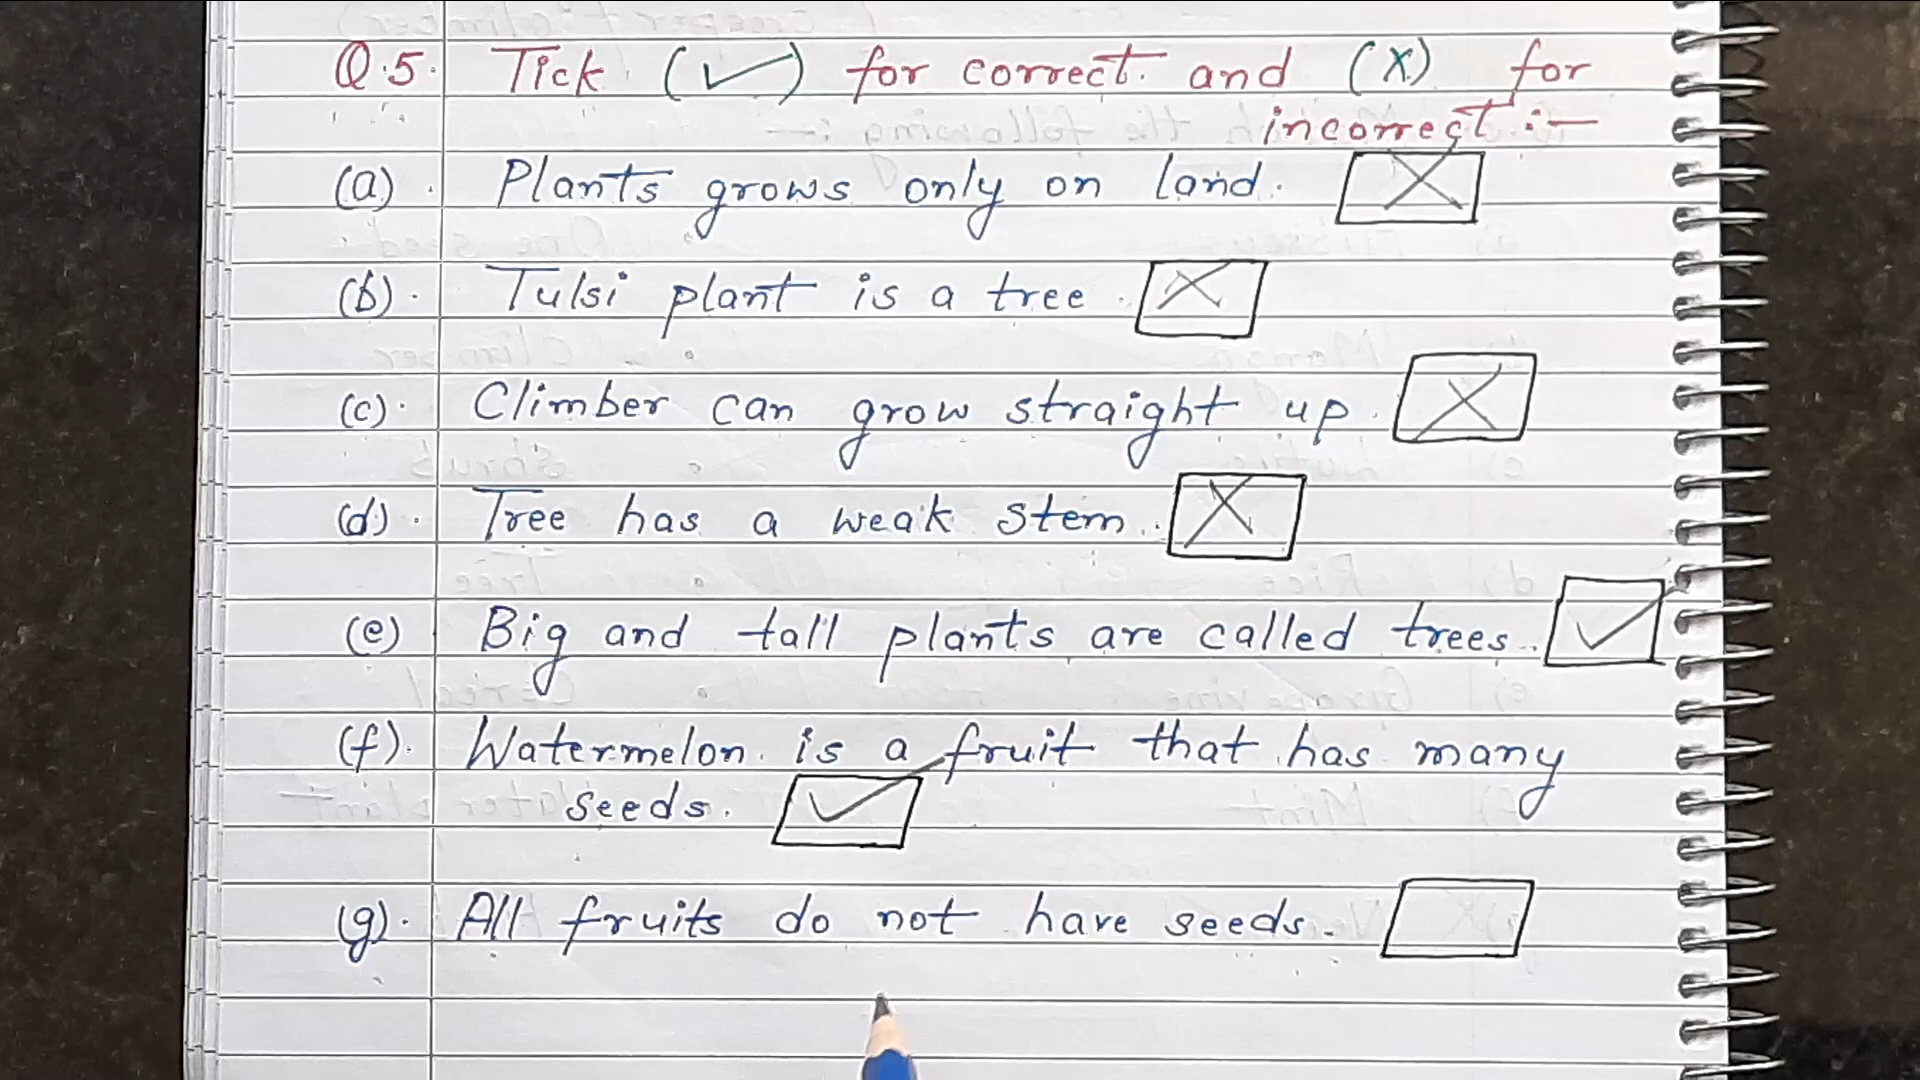 Q.5. Tick (✓) for correct. and (x) for
incorrect :-
(a). Plants grows only on land.
(b). Tulsi plant is a tree.
(c). Climber can grow straight up.
(d). Tree has a weak stem.
(e) Big and tall plants are called trees.
(f). Watermelon is a fruit that has many
seeds.
(g). All fruits do not have seeds.